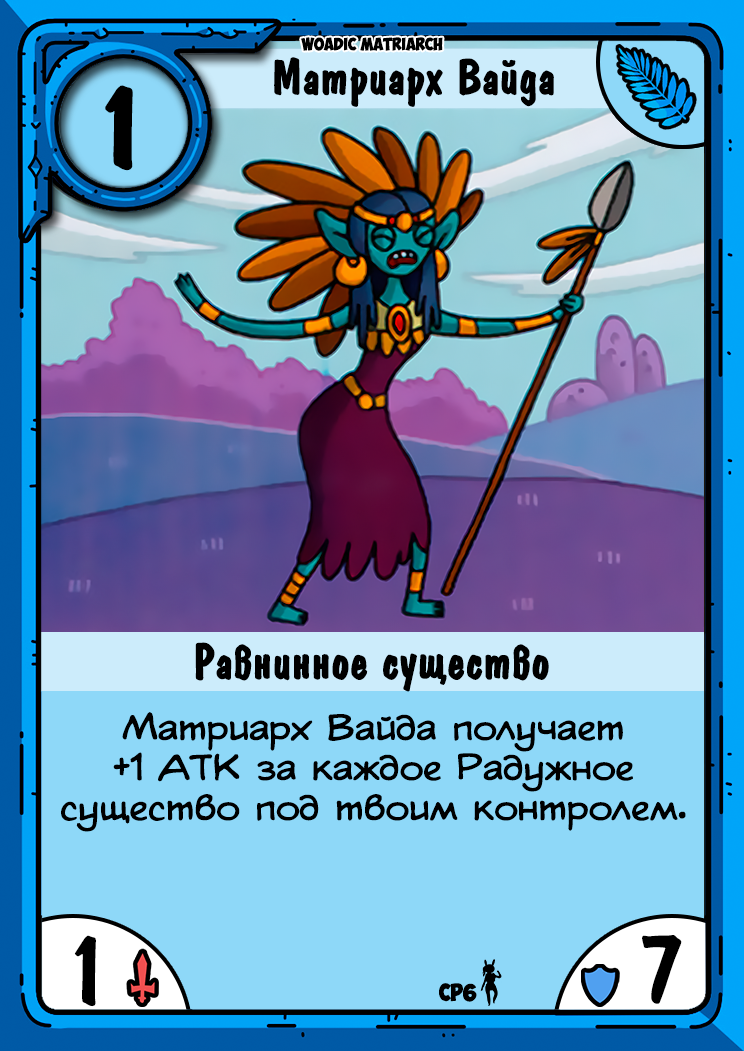 WOADIC MATRIARCH
Матриарх Вайда
1
Равнинное существо
Матриарх Вайда получает
+1 АТК за каждое Радужное
существо под твоим контролем.
1
CP6
7